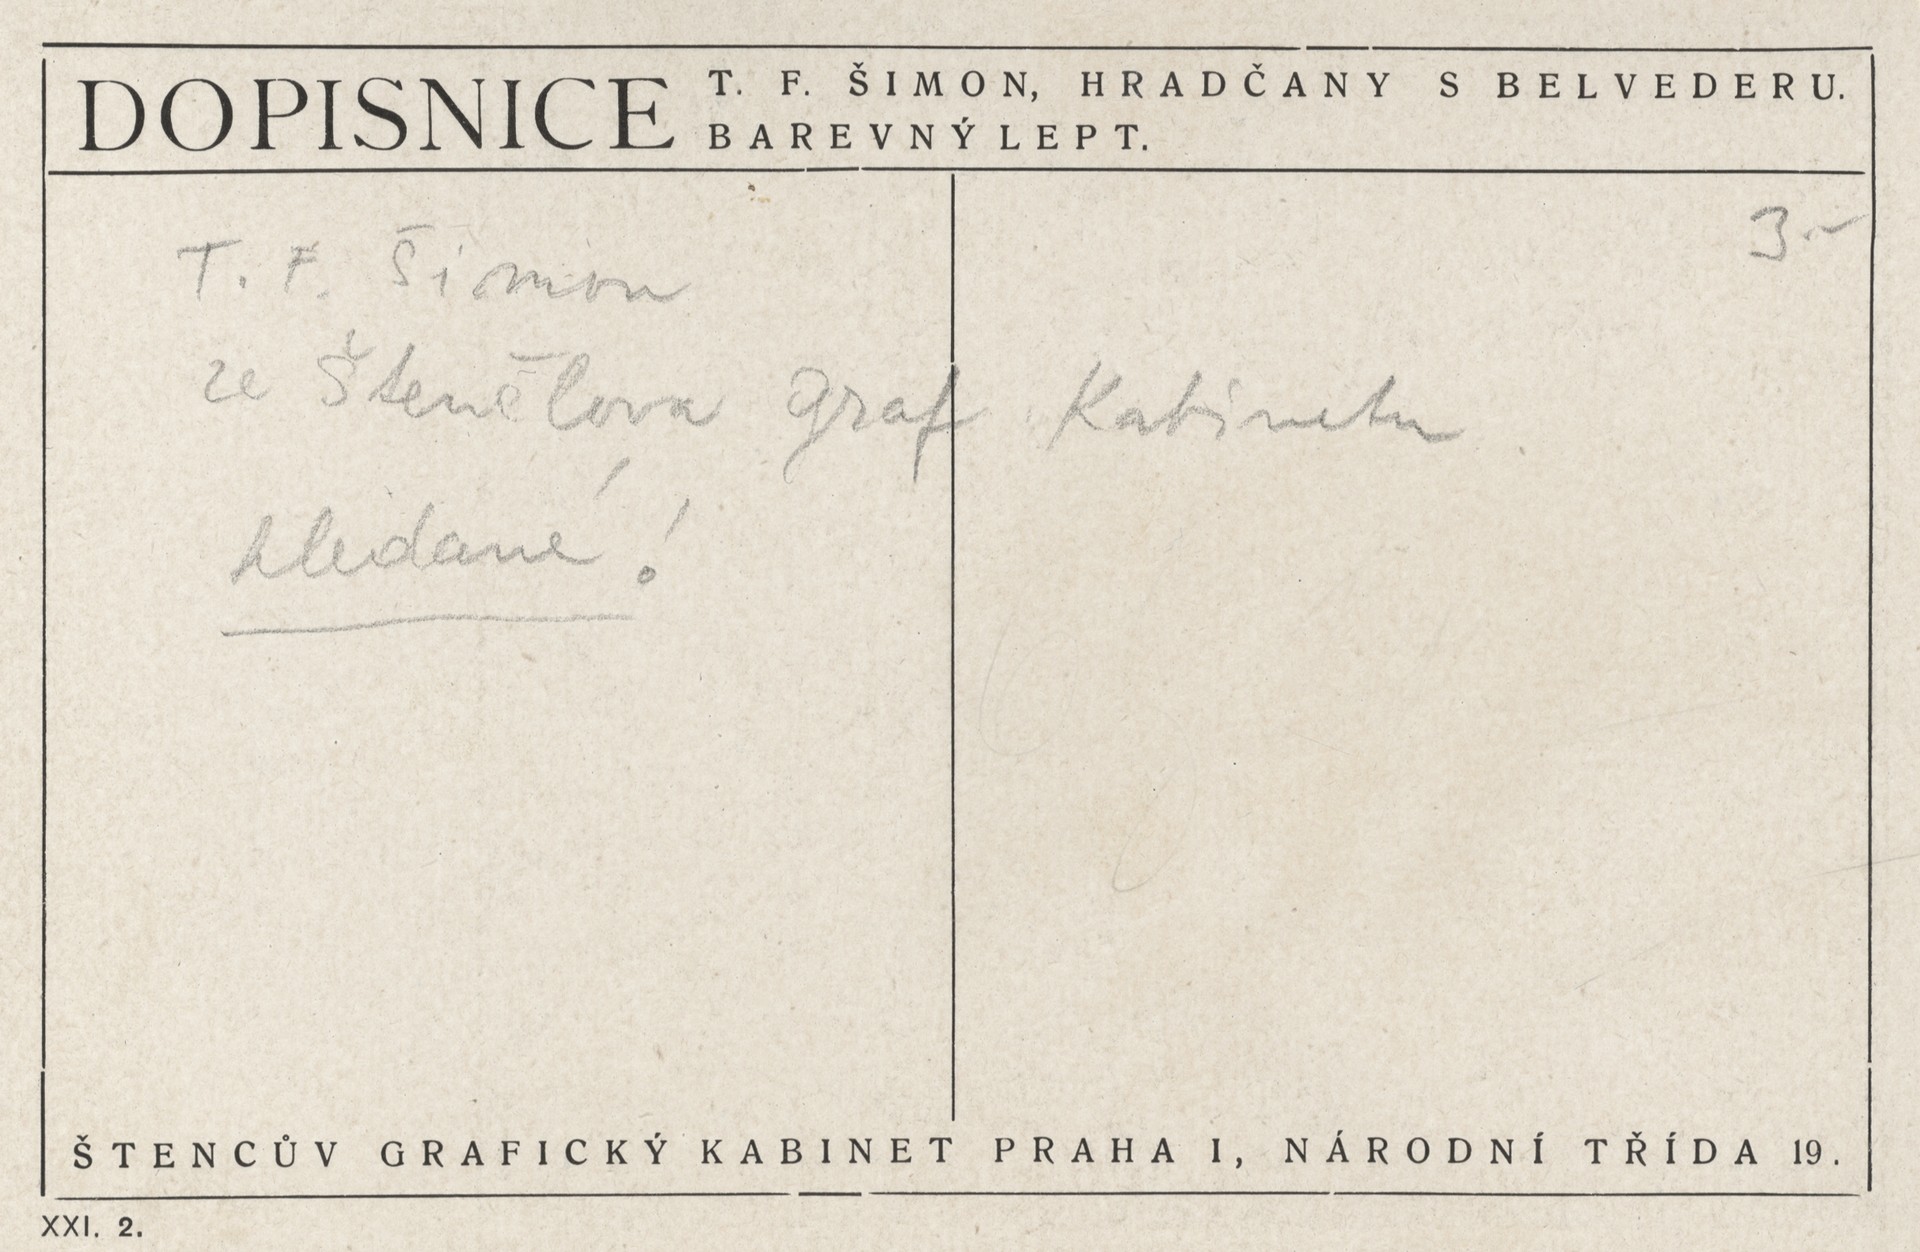 DOPISNICE T. F. ŠIMON, HRADČANY S BELVEDERU.
BAREVNÝ LEPT.
3.-
T. F. Šimon
ze Štenclova graf Kabinetu
hledané!
ŠTENCŮV GRAFICKÝ KABINET PRAHA I, NÁRODNÍ TŘÍDA 19.
XXI. 2.